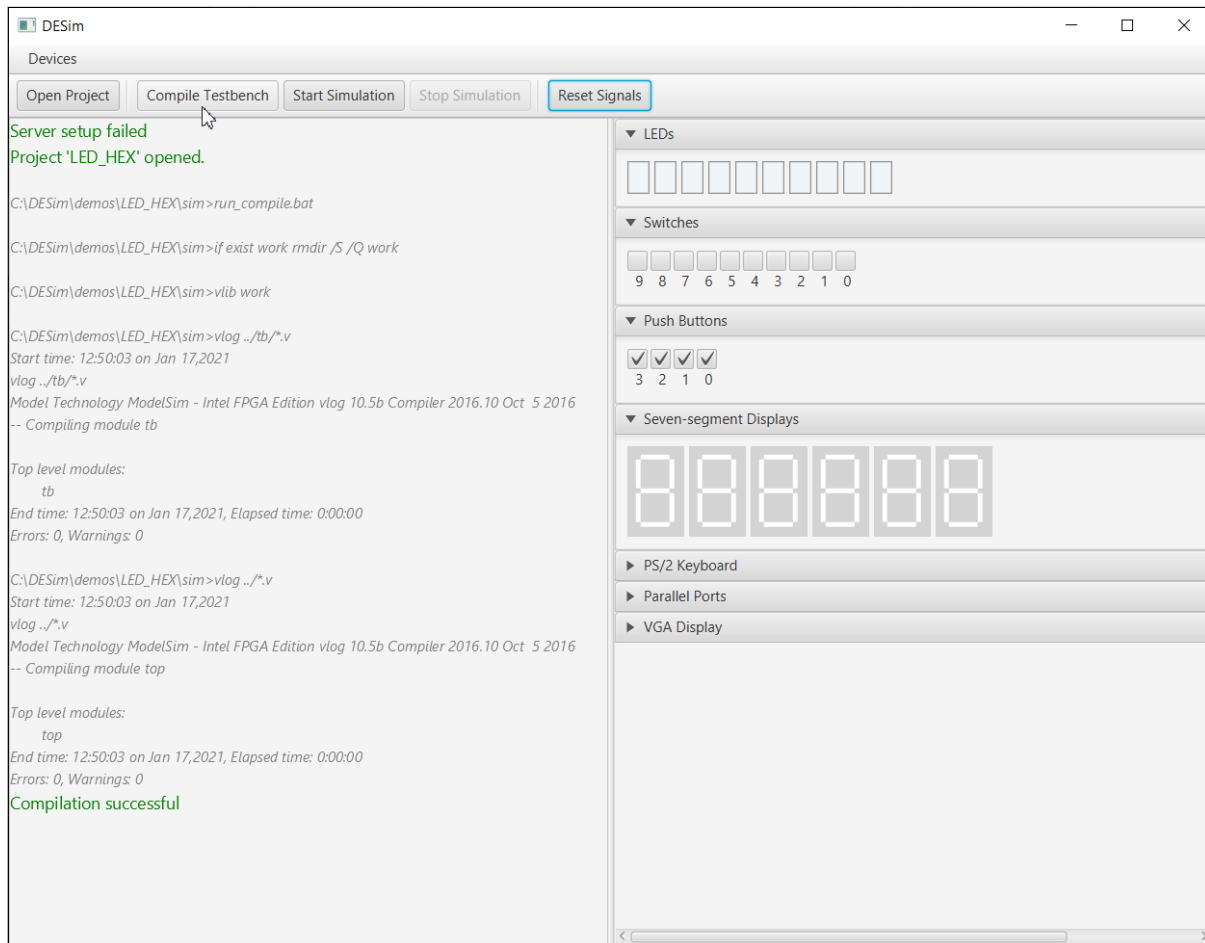 DESim
Devices
Open Project Compile Testbench Start Simulation Stop Simulation Reset Signals
Server setup failed
Project 'LED_HEX' opened.
C:\DESim\demos\LED_HEX\sim>run_compile.bat
C:\DESim\demos\LED_HEX\sim>if exist work rmdir /S /Q work
C:\DESim\demos\LED_HEX\sim>vlib work
C:\DESim\demos\LED_HEX\sim>vlog ../tb/*.v
Start time: 12:50:03 on Jan 17,2021
vlog ../tb/*.v
Model Technology ModelSim - Intel FPGA Edition vlog 10.5b Compiler 2016.10 Oct  5 2016
-- Compiling module tb
Top level modules:
tb
End time: 12:50:03 on Jan 17,2021, Elapsed time: 0:00:00
Errors: 0, Warnings: 0
C:\DESim\demos\LED_HEX\sim>vlog ../*.v
Start time: 12:50:03 on Jan 17,2021
vlog ../*.v
Model Technology ModelSim - Intel FPGA Edition vlog 10.5b Compiler 2016.10 Oct  5 2016
-- Compiling module top
Top level modules:
top
End time: 12:50:03 on Jan 17,2021, Elapsed time: 0:00:00
Errors: 0, Warnings: 0
Compilation successful
LEDs
Switches
9 8 7 6 5 4 3 2 1 0
Push Buttons
3 2 1 0
Seven-segment Displays
PS/2 Keyboard
Parallel Ports
VGA Display